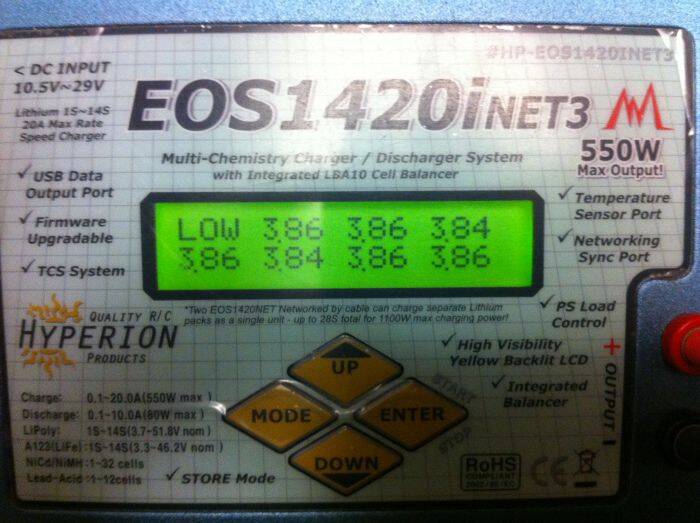 #HP-EOS1420INET3
< DC INPUT
10.5V~29V
Lithium 1S~14S
20A Max Rate
Speed Charger
EOS1420iNET3
550W
Max Output!
Multi-Chemistry Charger / Discharger System
with Integrated LBA10 Cell Balancer
✓ USB Data
Output Port
✓ Firmware
Upgradable
✓ TCS System
LOW 3.86 3.86 3.84
3.86 3.84 3.86 3.86
✓ Temperature
Sensor Port
✓ Networking
Sync Port
✓ PS Load
Control
✓ High Visibility
Yellow Backlit LCD
✓ Integrated
Balancer
*Two EOS1420NET Networked by cable can charge separate Lithium
packs as a single unit - up to 28S total for 1100W max charging power!
QUALITY R/C
HYPERION
PRODUCTS
+ OUTPUT -
UP
MODE
ENTER
DOWN
START
STOP
Charge: 0.1-20.0A(550W max )
Discharge: 0.1-10.0A(80W max )
LiPoly: 1S-14S(3.7-51.8V nom )
A123(LiFe): 1S-14S(3.3-46.2V nom )
NiCd/NiMH: 1-32 cells
Lead-Acid :1-12cells
✓ STORE Mode
RoHS
COMPLIANT
2002/95/EC
CE